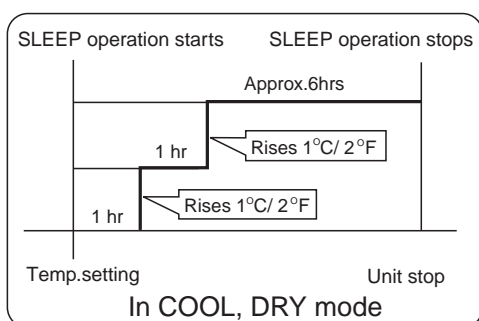 SLEEP operation starts SLEEP operation stops
Approx.6hrs
1 hr Rises 1°C/ 2°F
1 hr Rises 1°C/ 2°F
Temp.setting Unit stop
In COOL, DRY mode